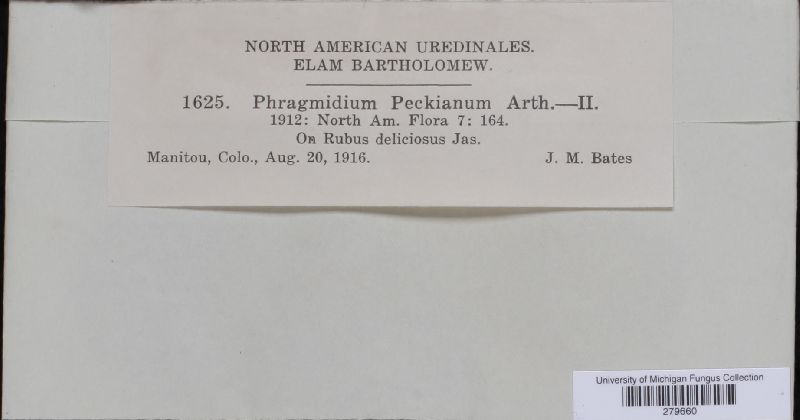 NORTH AMERICAN UREDINALES.
ELAM BARTHOLOMEW.
1625. Phragmidium Peckianum Arth.—II.
1912: North Am. Flora 7: 164.
On Rubus deliciosus Jas.
Manitou, Colo., Aug. 20, 1916. J. M. Bates
University of Michigan Fungus Collection
279660